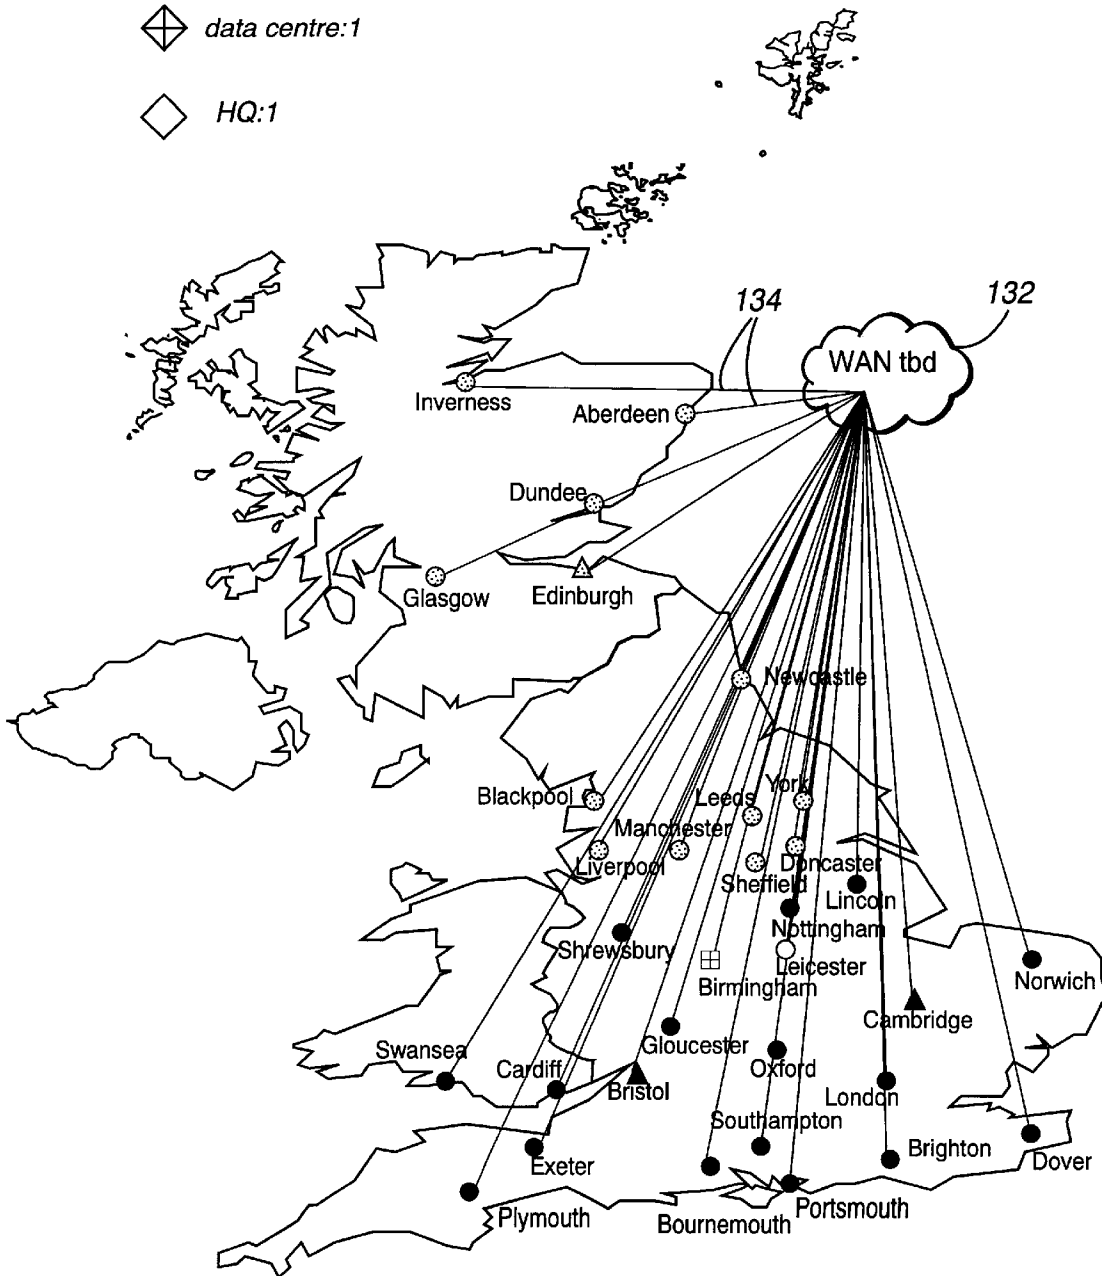 data centre:1
HQ:1
134
132
WAN tbd
Inverness
Aberdeen
Dundee
Glasgow
Edinburgh
Newcastle
Blackpool
Leeds
York
Manchester
Liverpool
Doncaster
Sheffield
Lincoln
Nottingham
Shrewsbury
Leicester
Birmingham
Norwich
Cambridge
Gloucester
Swansea
Cardiff
Oxford
Bristol
London
Southampton
Brighton
Exeter
Dover
Portsmouth
Plymouth
Bournemouth